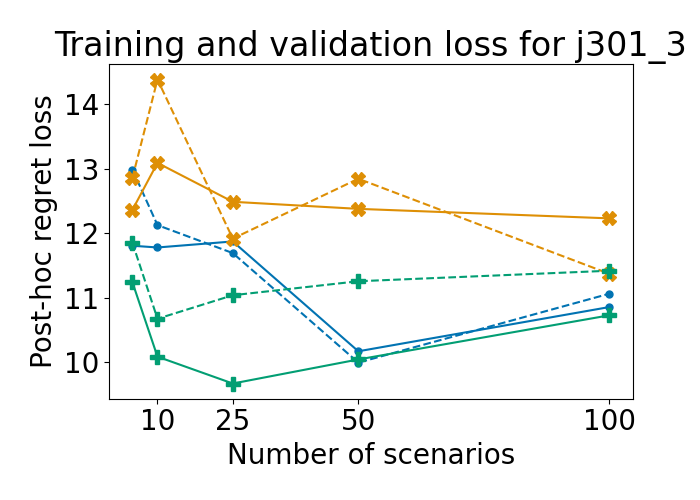 Training and validation loss for j301_3
Post-hoc regret loss
14
13
12
11
10
10 25 50 100
Number of scenarios